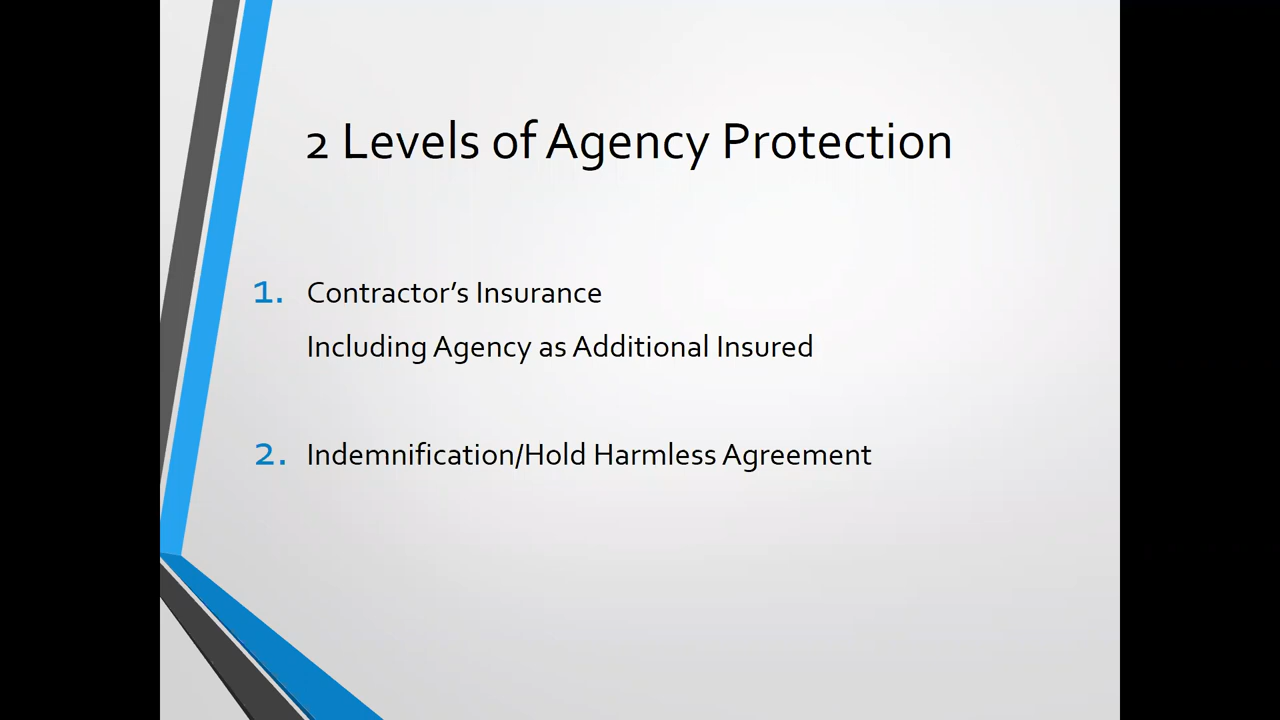 2 Levels of Agency Protection
1. Contractor’s Insurance
Including Agency as Additional Insured
2. Indemnification/Hold Harmless Agreement